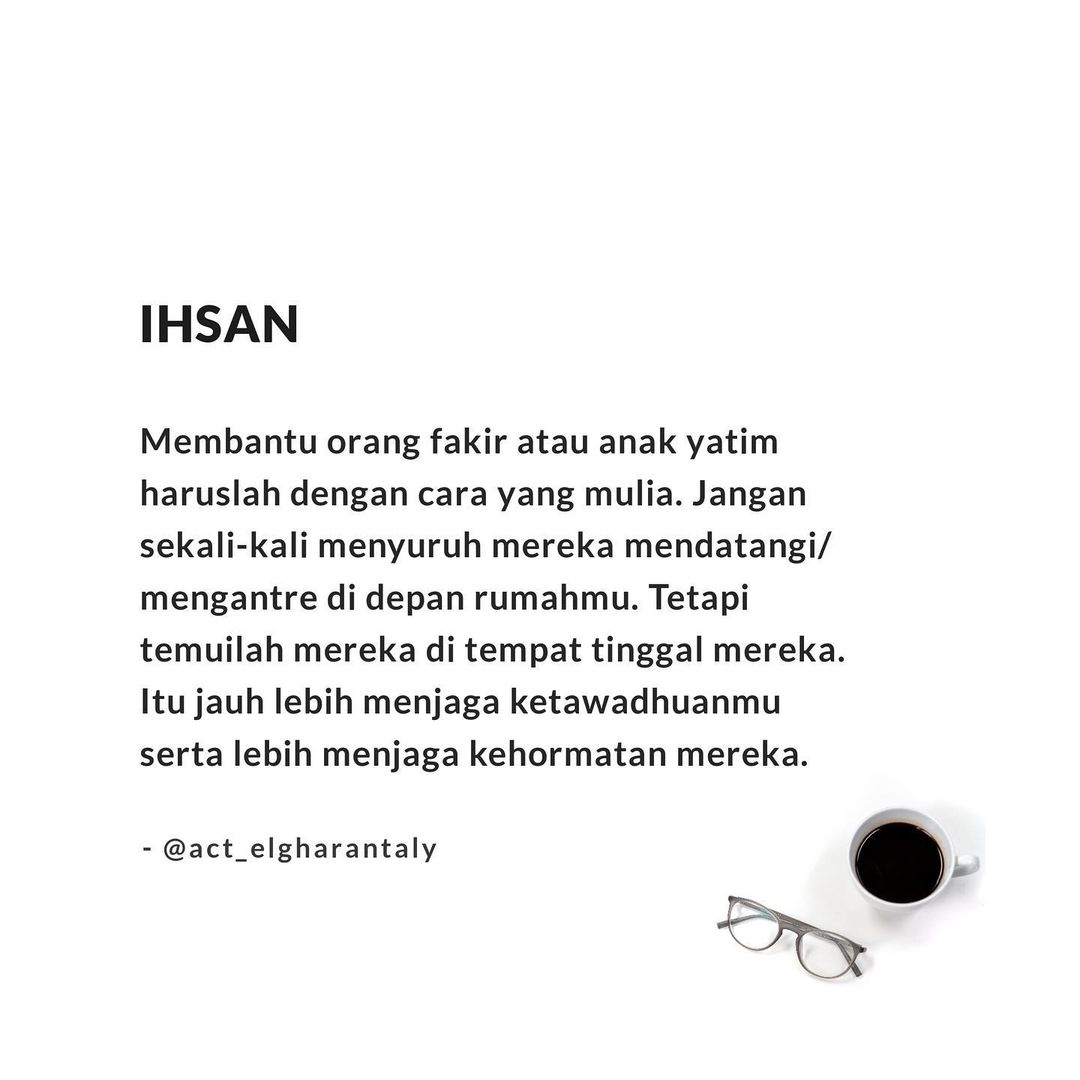 IHSAN
Membantu orang fakir atau anak yatim
haruslah dengan cara yang mulia. Jangan
sekali-kali menyuruh mereka mendatangi/
mengantre di depan rumahmu. Tetapi
temuilah mereka di tempat tinggal mereka.
Itu jauh lebih menjaga ketawadhuanmu
serta lebih menjaga kehormatan mereka.
- @act_elgharantaly